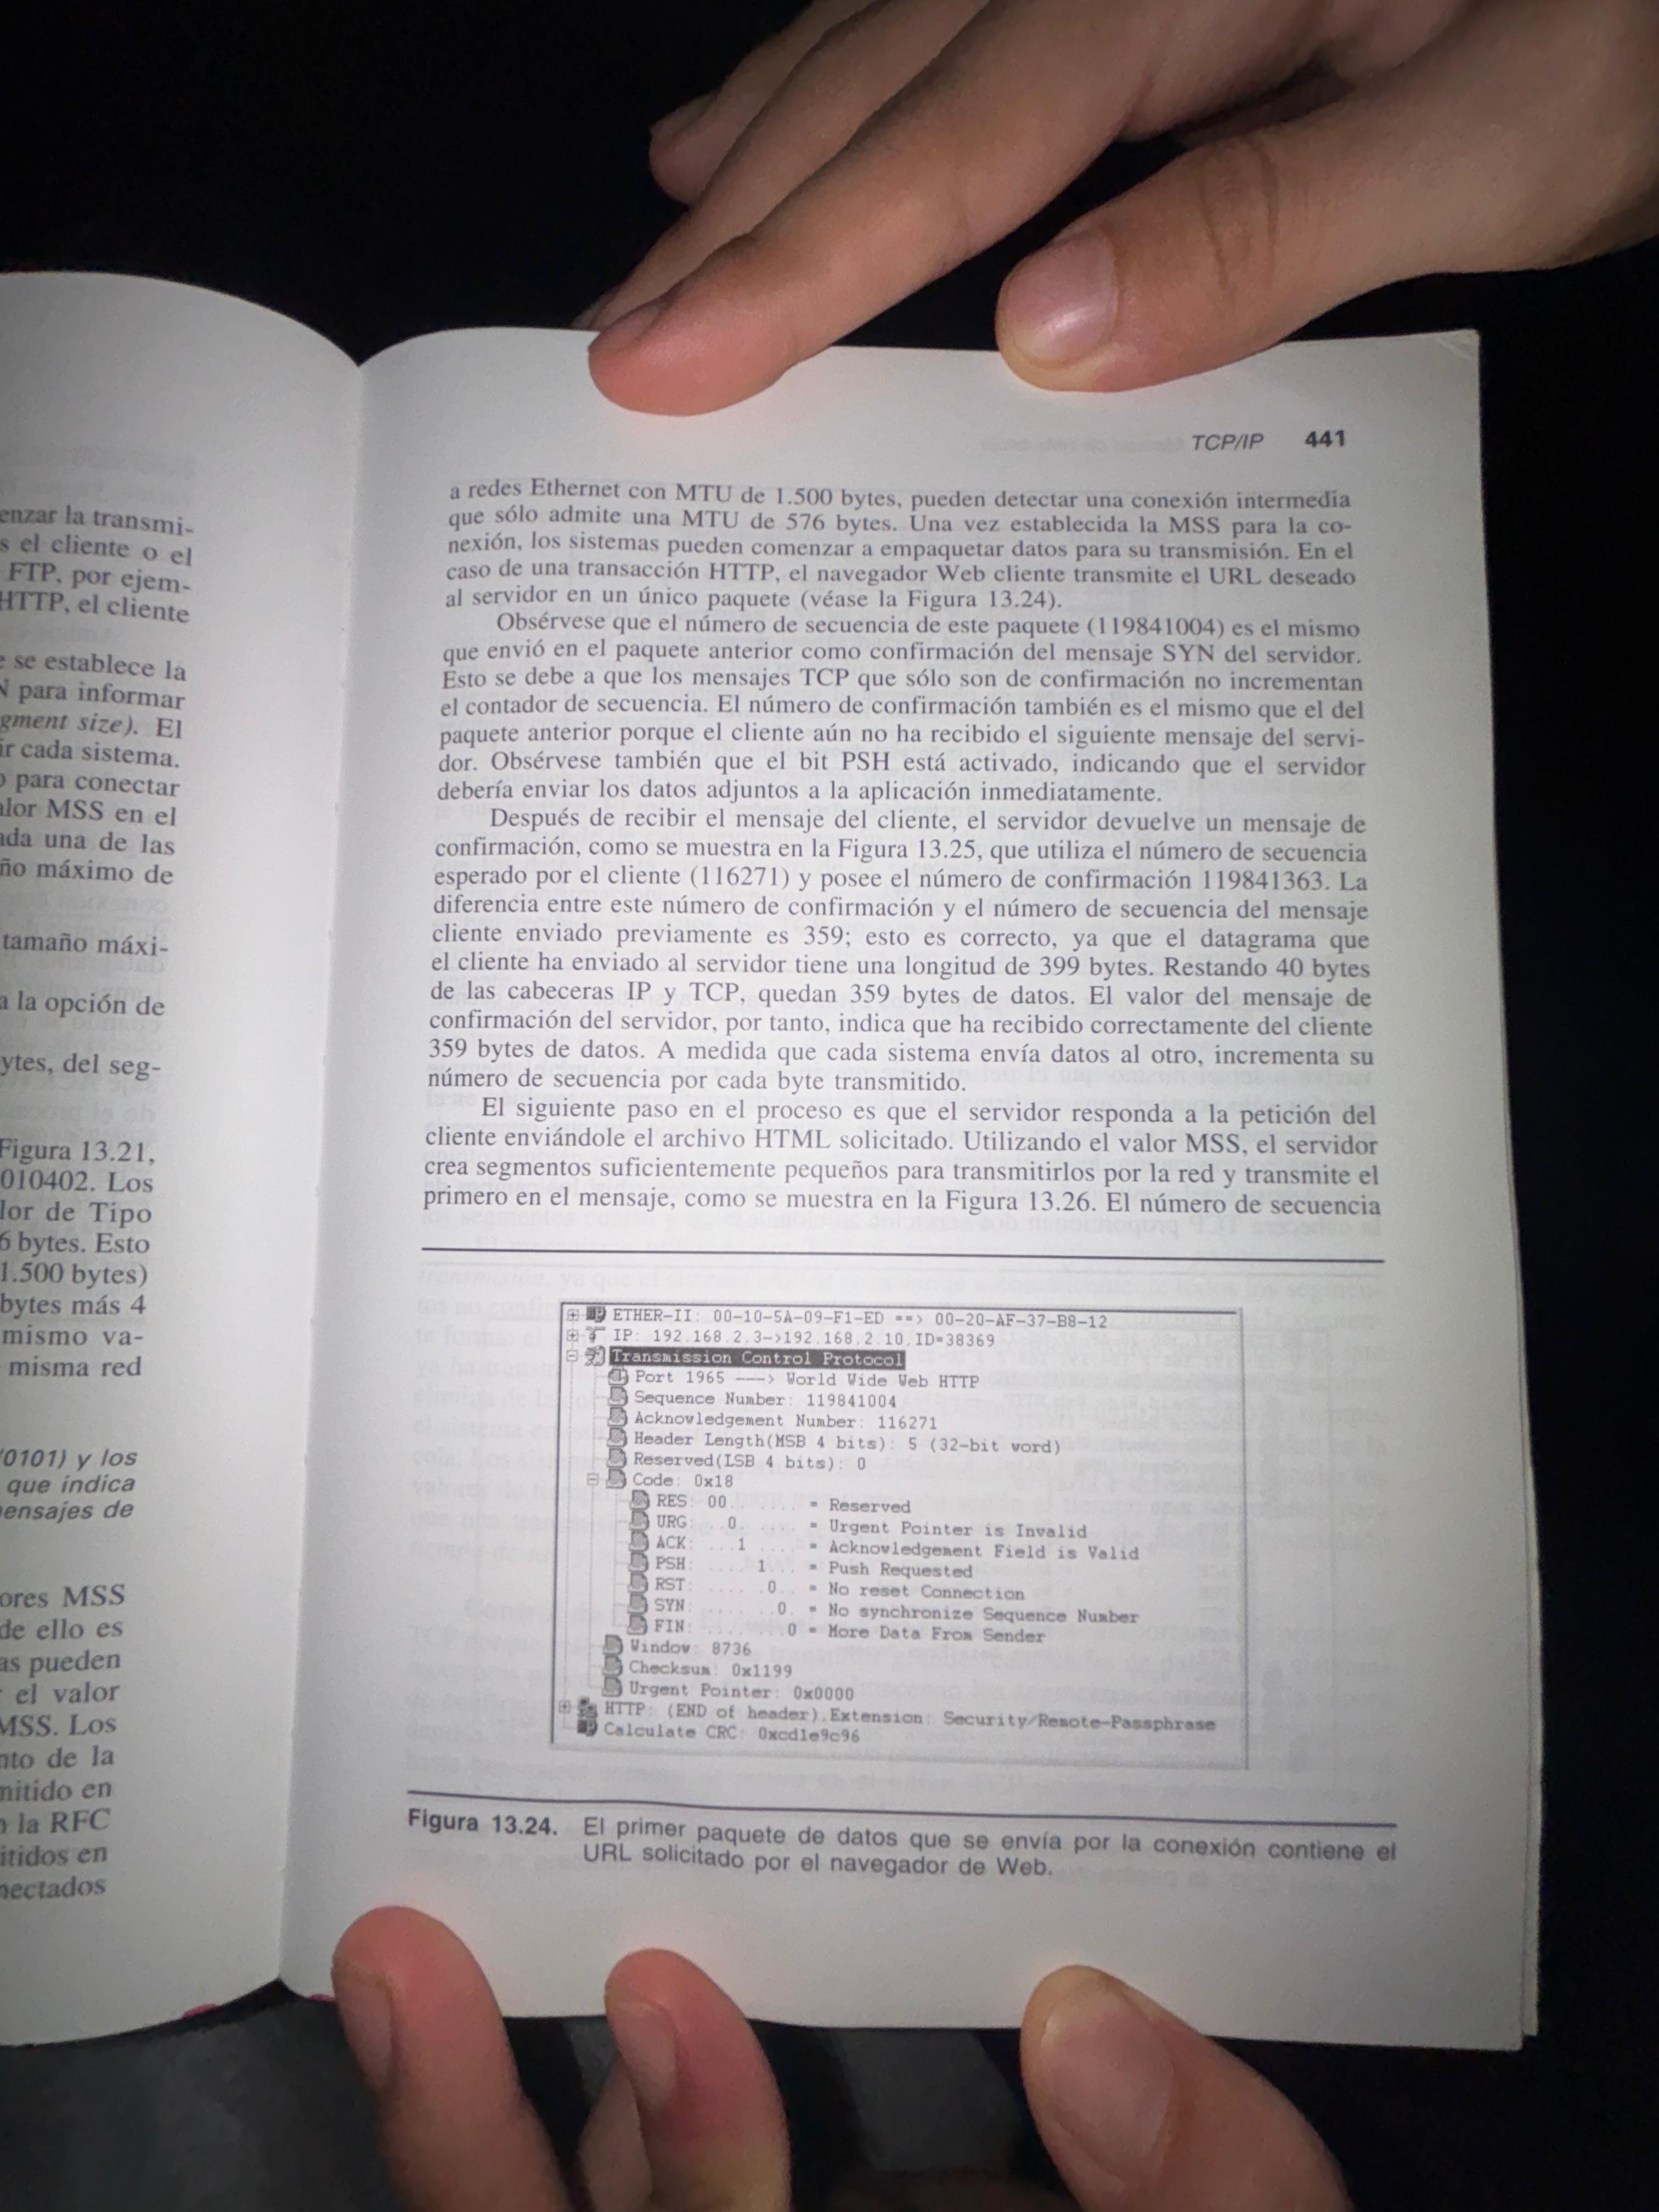 enzar la transmi-
s el cliente o el
FTP, por ejem-
HTTP, el cliente
se establece la
para informar
gment size). El
ir cada sistema.
para conectar
alor MSS en el
ada una de las
ño máximo de
tamaño máxi-
a la opción de
ytes, del seg-
Figura 13.21,
010402. Los
lor de Tipo
6 bytes. Esto
1.500 bytes)
bytes más 4
mismo va-
misma red
(0101) y los
que indica
ensajes de
ores MSS
de ello es
as pueden
el valor
MSS. Los
nto de la
mitido en
la RFC
itidos en
nectados
TCP/IP 441
a redes Ethernet con MTU de 1.500 bytes, pueden detectar una conexión intermedia
que sólo admite una MTU de 576 bytes. Una vez establecida la MSS para la co-
nexión, los sistemas pueden comenzar a empaquetar datos para su transmisión. En el
caso de una transacción HTTP, el navegador Web cliente transmite el URL deseado
al servidor en un único paquete (véase la Figura 13.24).
Obsérvese que el número de secuencia de este paquete (119841004) es el mismo
que envió en el paquete anterior como confirmación del mensaje SYN del servidor.
Esto se debe a que los mensajes TCP que sólo son de confirmación no incrementan
el contador de secuencia. El número de confirmación también es el mismo que el del
paquete anterior porque el cliente aún no ha recibido el siguiente mensaje del servi-
dor. Obsérvese también que el bit PSH está activado, indicando que el servidor
debería enviar los datos adjuntos a la aplicación inmediatamente.
Después de recibir el mensaje del cliente, el servidor devuelve un mensaje de
confirmación, como se muestra en la Figura 13.25, que utiliza el número de secuencia
esperado por el cliente (116271) y posee el número de confirmación 119841363. La
diferencia entre este número de confirmación y el número de secuencia del mensaje
cliente enviado previamente es 359; esto es correcto, ya que el datagrama que
el cliente ha enviado al servidor tiene una longitud de 399 bytes. Restando 40 bytes
de las cabeceras IP y TCP, quedan 359 bytes de datos. El valor del mensaje de
confirmación del servidor, por tanto, indica que ha recibido correctamente del cliente
359 bytes de datos. A medida que cada sistema envía datos al otro, incrementa su
número de secuencia por cada byte transmitido.
El siguiente paso en el proceso es que el servidor responda a la petición del
cliente enviándole el archivo HTML solicitado. Utilizando el valor MSS, el servidor
crea segmentos suficientemente pequeños para transmitirlos por la red y transmite el
primero en el mensaje, como se muestra en la Figura 13.26. El número de secuencia
ETHER-II: 00-10-5A-09-F1-ED ==> 00-20-AF-37-B8-12
IP: 192.168.2.3->192.168.2.10,ID=38369
Transmission Control Protocol
Port 1965 ---> World Wide Web HTTP
Sequence Number: 119841004
Acknowledgement Number: 116271
Header Length(MSB 4 bits): 5 (32-bit word)
Reserved(LSB 4 bits): 0
Code: 0x18
RES: 00...... = Reserved
URG: ..0..... = Urgent Pointer is Invalid
ACK: ...1.... = Acknowledgement Field is Valid
PSH: ....1... = Push Requested
RST: .....0.. = No reset Connection
SYN: ......0. = No synchronize Sequence Number
FIN: .......0 = More Data From Sender
Window: 8736
Checksum: 0x1199
Urgent Pointer: 0x0000
HTTP: (END of header),Extension: Security/Remote-Passphrase
Calculate CRC: 0xcd1e9c96
Figura 13.24. El primer paquete de datos que se envía por la conexión contiene el
URL solicitado por el navegador de Web.